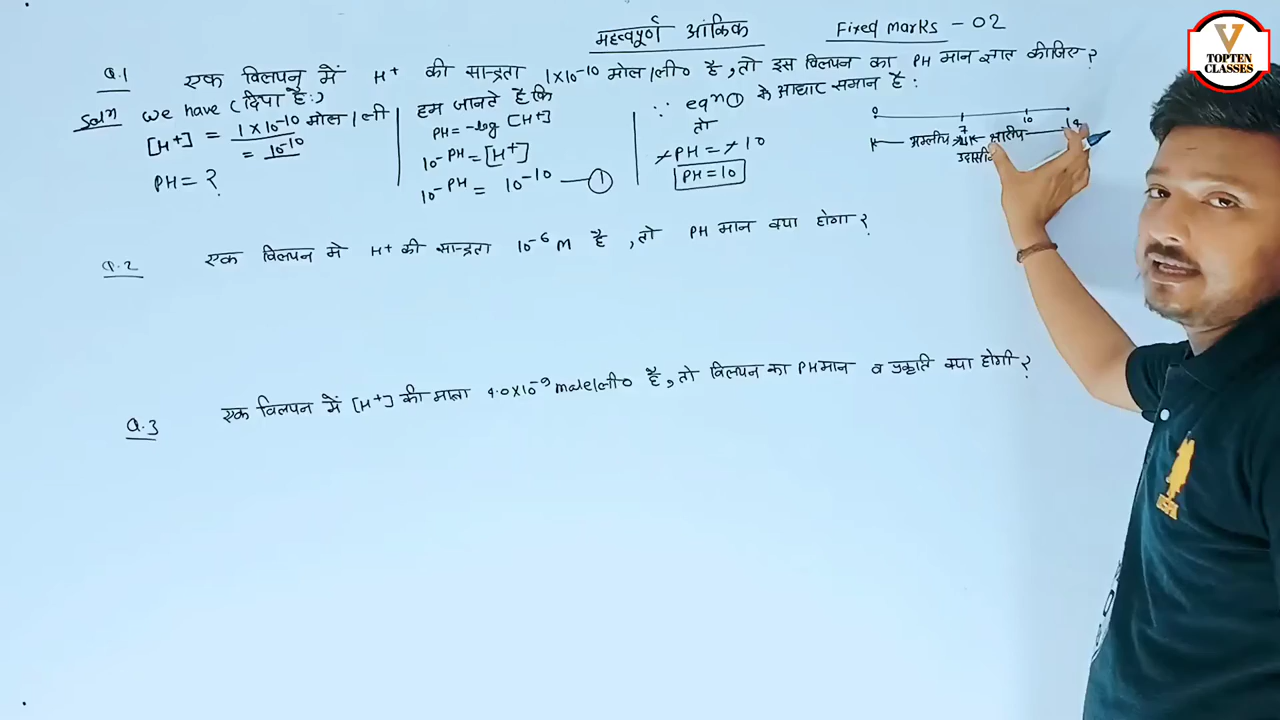 महत्वपूर्ण आंकिक Fixed marks - 02
Q.1 एक विलयन में H+ की सान्द्रता 1×10-10 मोल/ली० है, तो इस विलयन का PH मान ज्ञात कीजिए?
Solⁿ we have (दिया है:)
[H+] = 1×10-10 मोल/ली
= 10-10
PH = ?
हम जानते है कि
PH = -log [H+]
10-PH = [H+]
10-PH = 10-10 — ①
∵ eqⁿ ① के आधार समान है :
तो
-PH = -10
PH = 10
0 7 10 14
अम्लीय क्षारीय
Q.2 एक विलयन मे H+ की सान्द्रता 10-6 M है, तो PH मान क्या होगा?
Q.3 एक विलयन में [H+] की मात्रा 4.0×10-9 mole/ली० है, तो विलयन का PH मान व प्रकृति क्या होगी?
V
TOPTEN
CLASSES